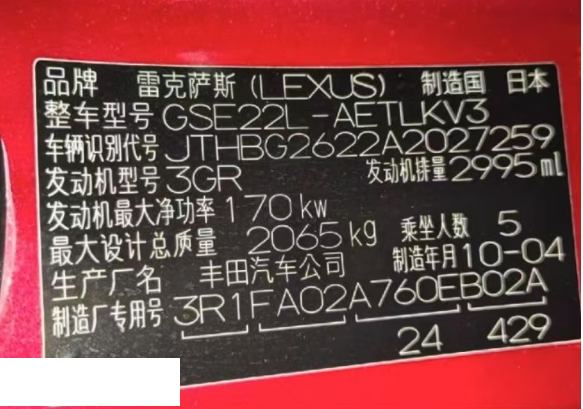 品牌 雷克萨斯(LEXUS) 制造国 日本
整车型号 GSE22L-AETLKV3
车辆识别代号 JTHBG2622A2027259
发动机型号 3GR 发动机排量 2995ml
发动机最大净功率 170kw
最大设计总质量 2065kg 乘坐人数 5
生产厂名 丰田汽车公司 制造年月 10-04
制造厂专用号 3R1FA02A760EB02A
24 429